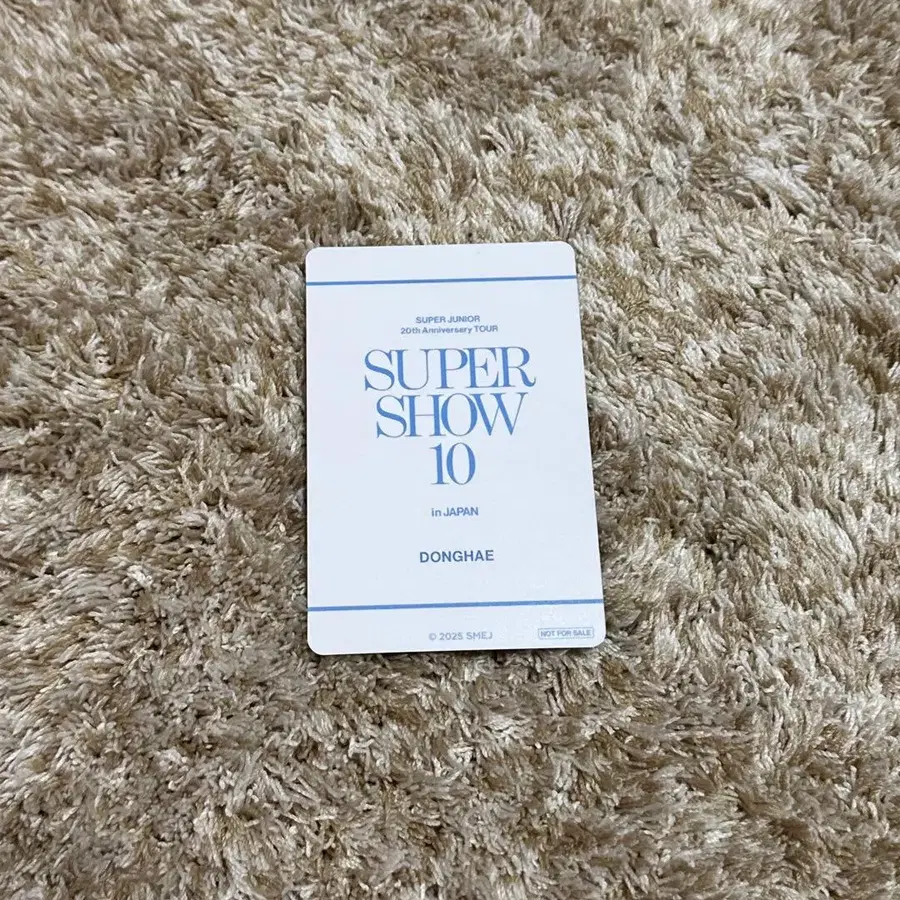 SUPER JUNIOR
20th Anniversary TOUR
SUPER
SHOW
10
in JAPAN
DONGHAE
© 2025 SMEJ
NOT FOR SALE